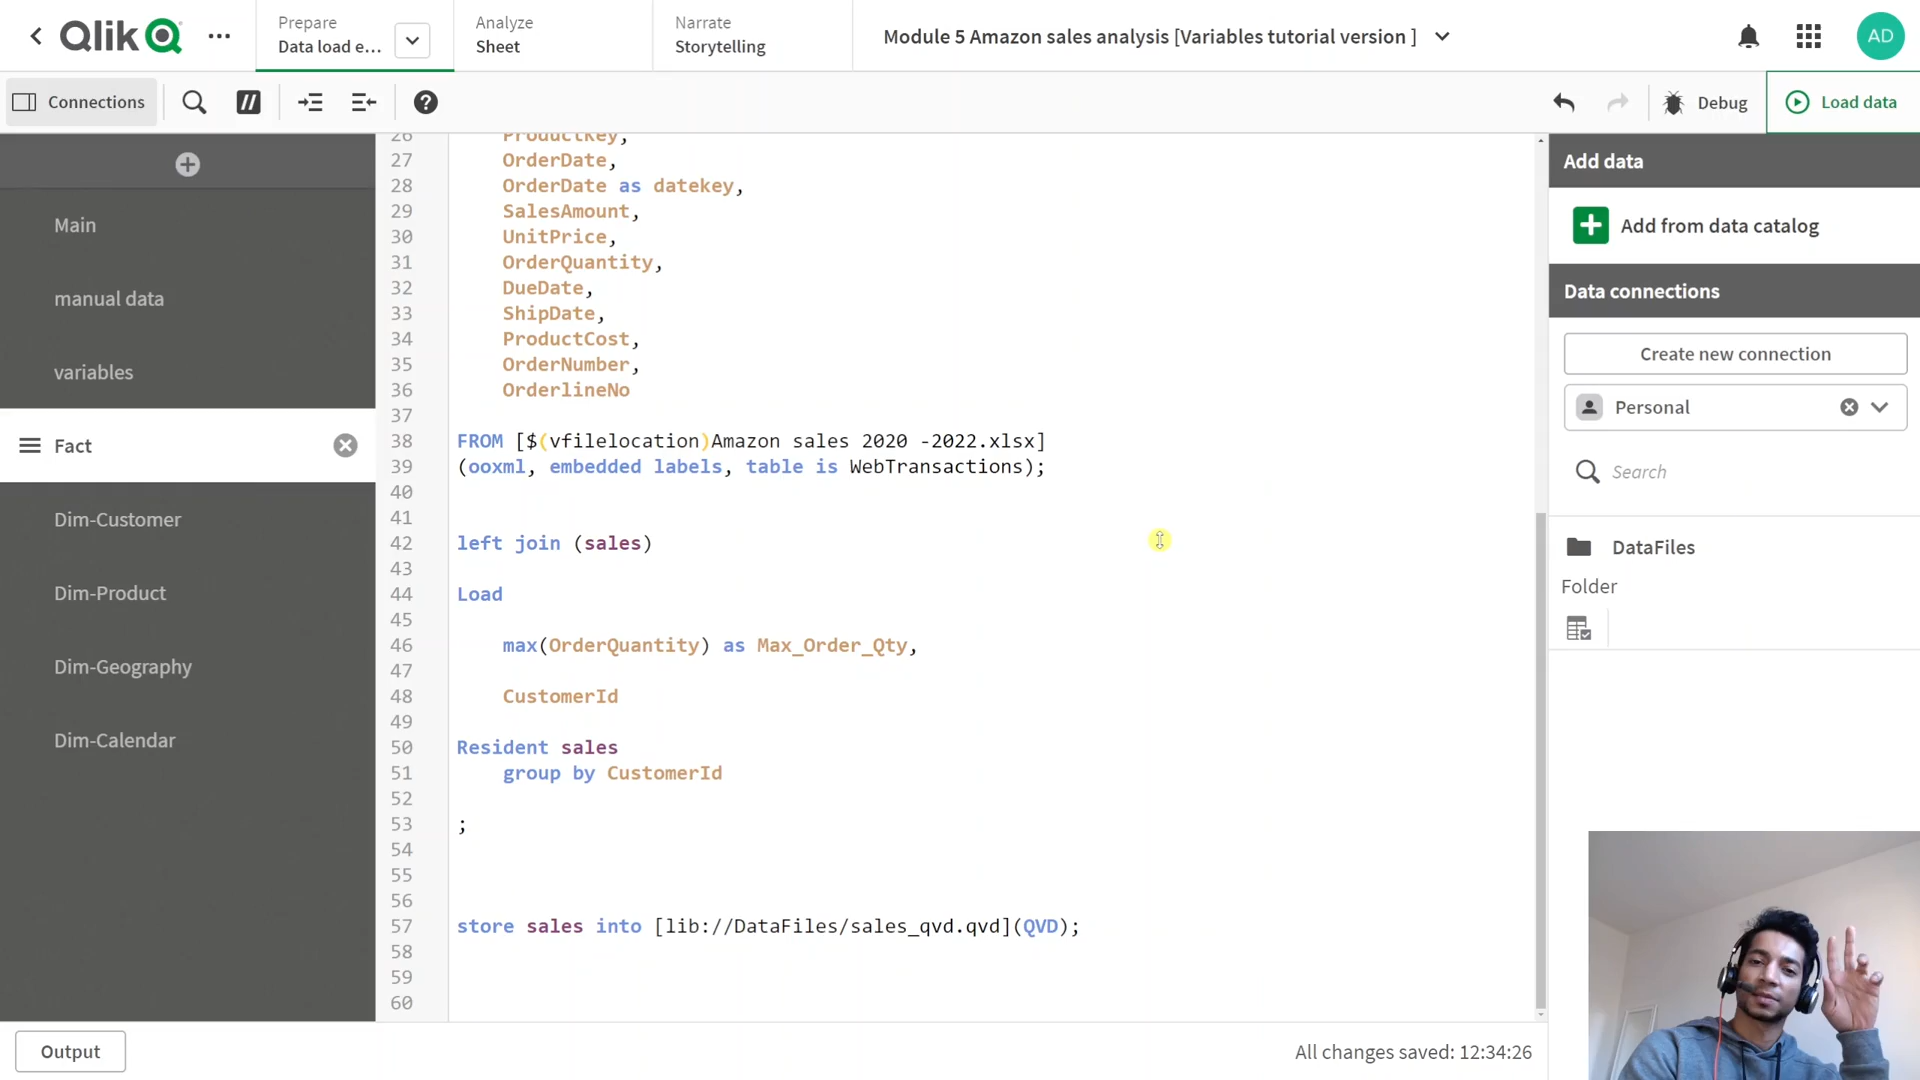 Qlik
Prepare
Data load e...
Analyze
Sheet
Narrate
Storytelling
Module 5 Amazon sales analysis [Variables tutorial version ]
AD
Connections
//
?
Debug
Load data
Main
manual data
variables
Fact
Dim-Customer
Dim-Product
Dim-Geography
Dim-Calendar
26 ProductKey,
27 OrderDate,
28 OrderDate as datekey,
29 SalesAmount,
30 UnitPrice,
31 OrderQuantity,
32 DueDate,
33 ShipDate,
34 ProductCost,
35 OrderNumber,
36 OrderlineNo
37
38 FROM [$(vfilelocation)Amazon sales 2020 -2022.xlsx]
39 (ooxml, embedded labels, table is WebTransactions);
40
41
42 left join (sales)
43
44 Load
45
46 max(OrderQuantity) as Max_Order_Qty,
47
48 CustomerId
49
50 Resident sales
51 group by CustomerId
52
53 ;
54
55
56
57 store sales into [lib://DataFiles/sales_qvd.qvd](QVD);
58
59
60
Add data
Add from data catalog
Data connections
Create new connection
Personal
Search
DataFiles
Folder
Output
All changes saved: 12:34:26